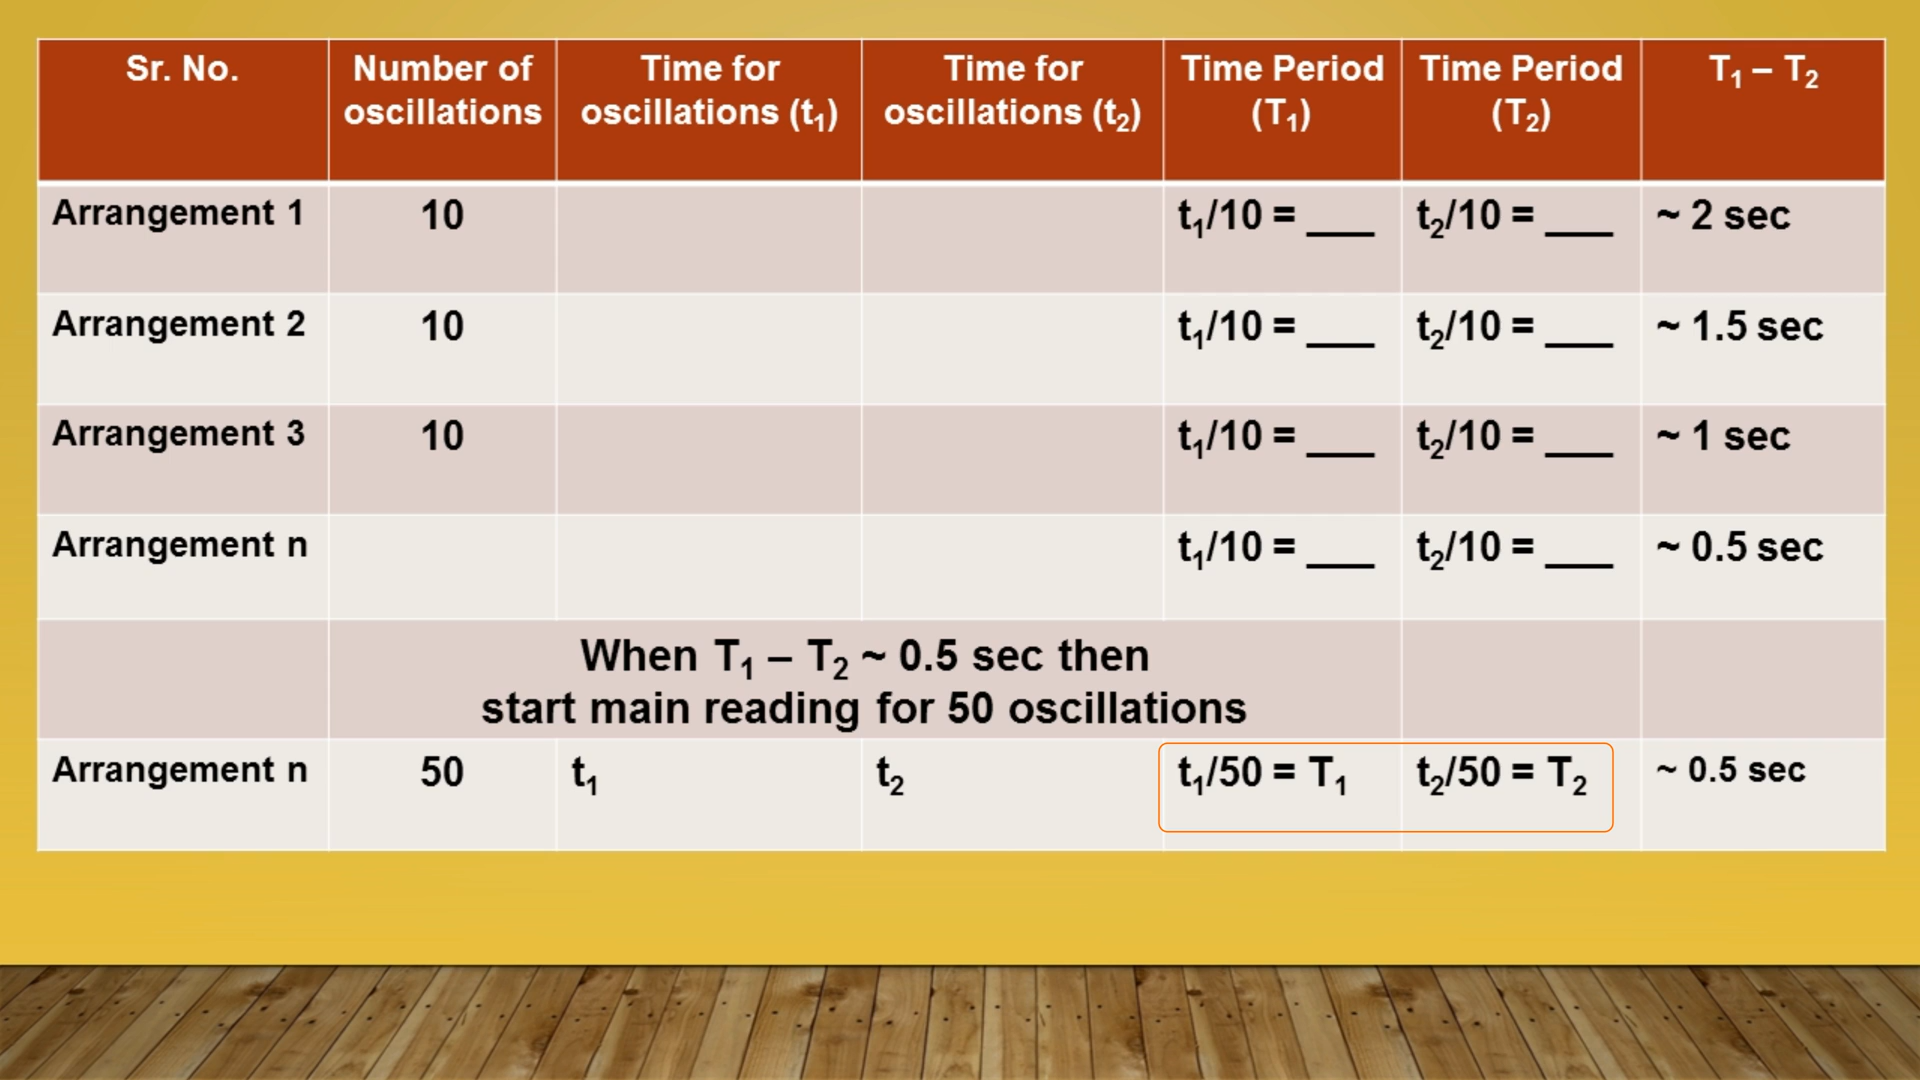 Sr. No. Number of oscillations Time for oscillations (t₁) Time for oscillations (t₂) Time Period (T₁) Time Period (T₂) T₁ – T₂
Arrangement 1 10 t₁/10 = ___ t₂/10 = ___ ~ 2 sec
Arrangement 2 10 t₁/10 = ___ t₂/10 = ___ ~ 1.5 sec
Arrangement 3 10 t₁/10 = ___ t₂/10 = ___ ~ 1 sec
Arrangement n t₁/10 = ___ t₂/10 = ___ ~ 0.5 sec
When T₁ – T₂ ~ 0.5 sec then
start main reading for 50 oscillations
Arrangement n 50 t₁ t₂ t₁/50 = T₁ t₂/50 = T₂ ~ 0.5 sec